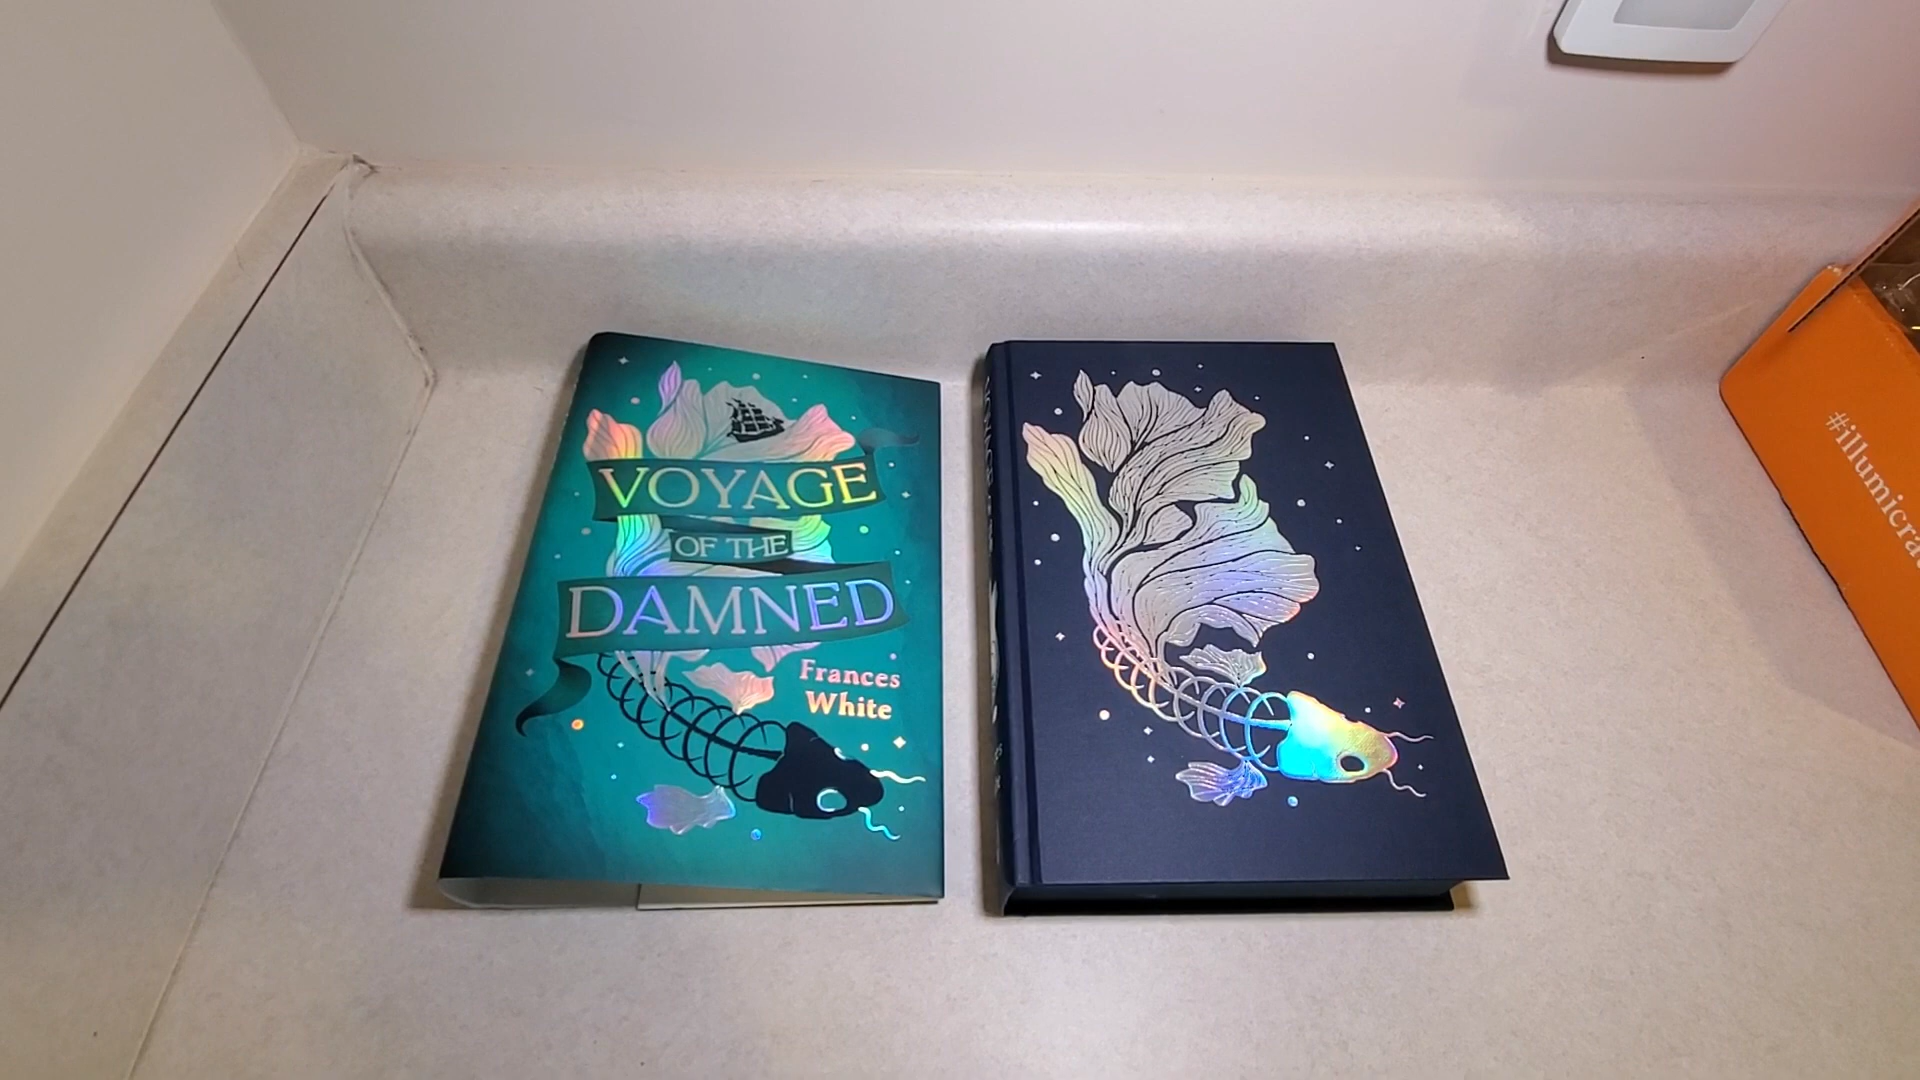 VOYAGE
OF THE
DAMNED
Frances
White
#illumicra